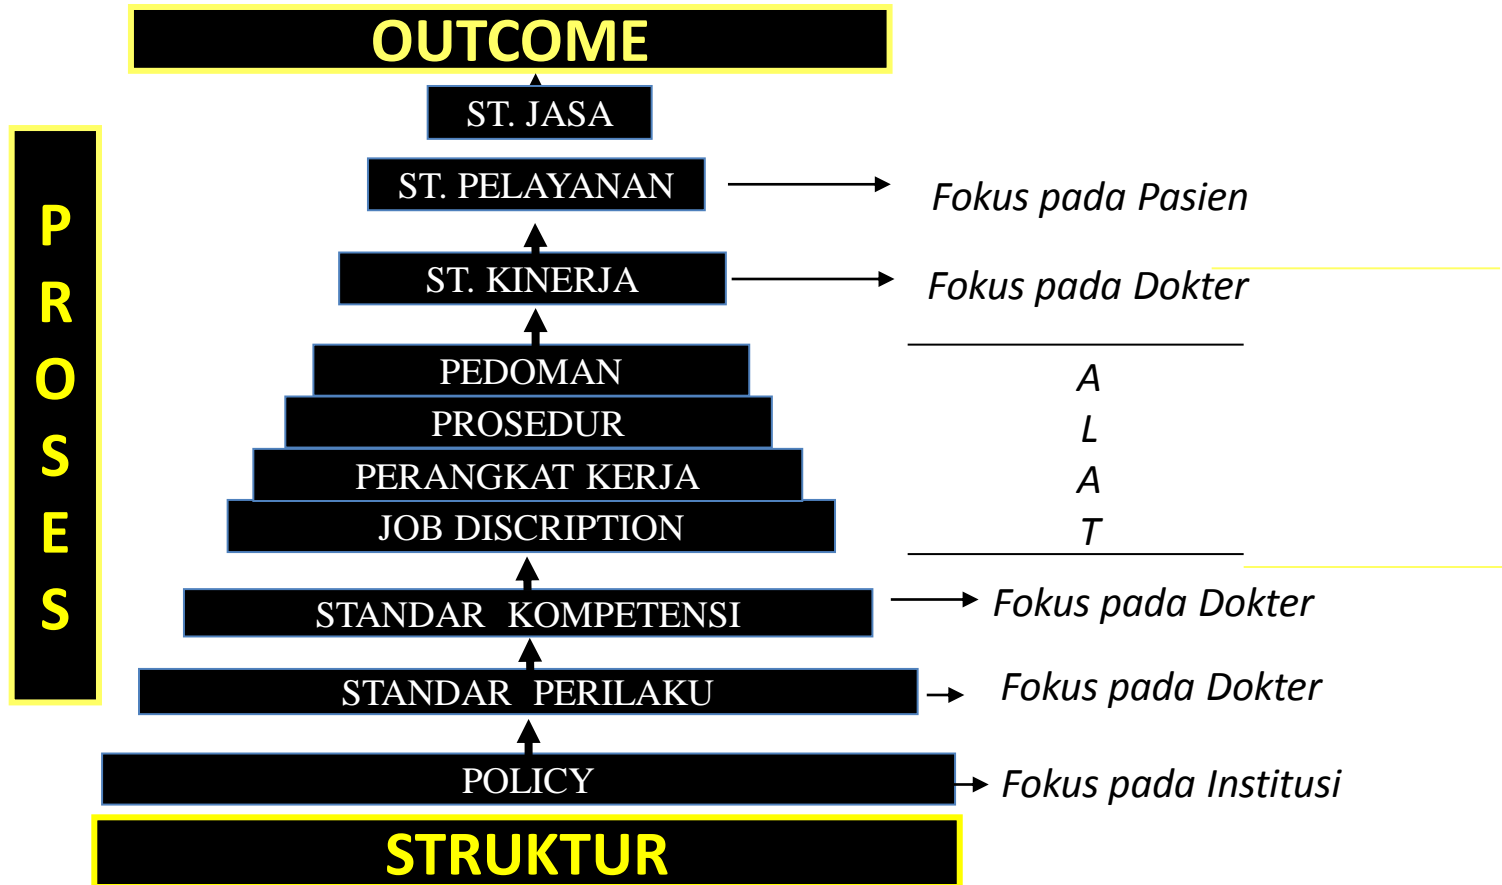 OUTCOME
ST. JASA
ST. PELAYANAN
Fokus pada Pasien
ST. KINERJA
Fokus pada Dokter
PEDOMAN
PROSEDUR
PERANGKAT KERJA
JOB DISCRIPTION
A
L
A
T
STANDAR KOMPETENSI
Fokus pada Dokter
STANDAR PERILAKU
Fokus pada Dokter
POLICY
Fokus pada Institusi
STRUKTUR
P
R
O
S
E
S